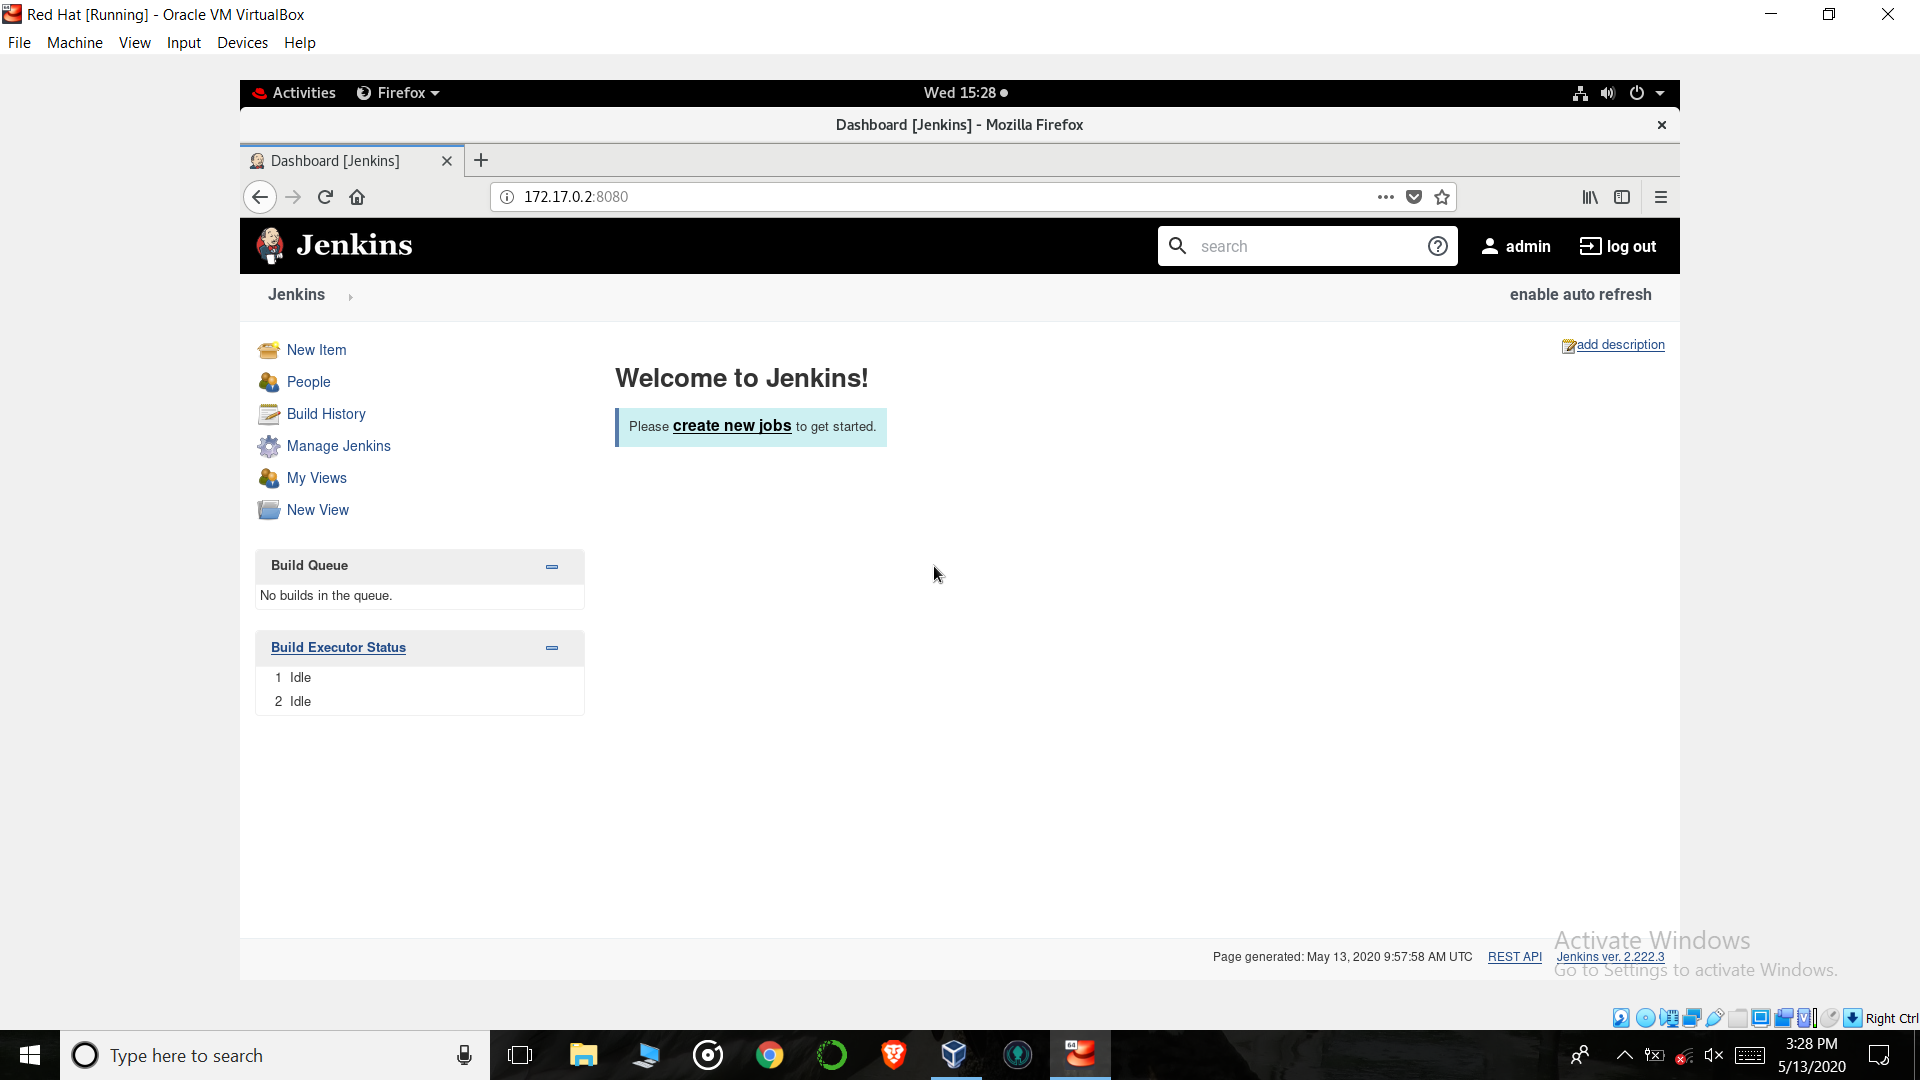 Red Hat [Running] - Oracle VM VirtualBox
File Machine View Input Devices Help
Activities Firefox Wed 15:28
Dashboard [Jenkins] - Mozilla Firefox
Dashboard [Jenkins]
172.17.0.2:8080
Jenkins search admin log out
Jenkins enable auto refresh
add description
New Item
People
Build History
Manage Jenkins
My Views
New View
Welcome to Jenkins!
Please create new jobs to get started.
Build Queue
No builds in the queue.
Build Executor Status
1 Idle
2 Idle
Activate Windows
Page generated: May 13, 2020 9:57:58 AM UTC REST API Jenkins ver. 2.222.3
Go to Settings to activate Windows.
Right Ctrl
Type here to search
64
3:28 PM
5/13/2020